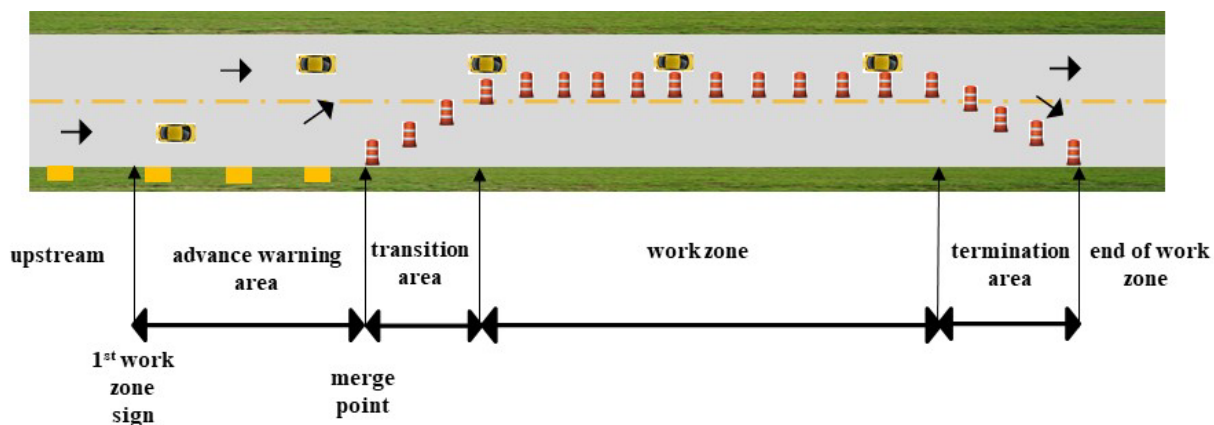 upstream
advance warning
area
transition
area
work zone
termination
area
end of work
zone
1st work
zone
sign
merge
point